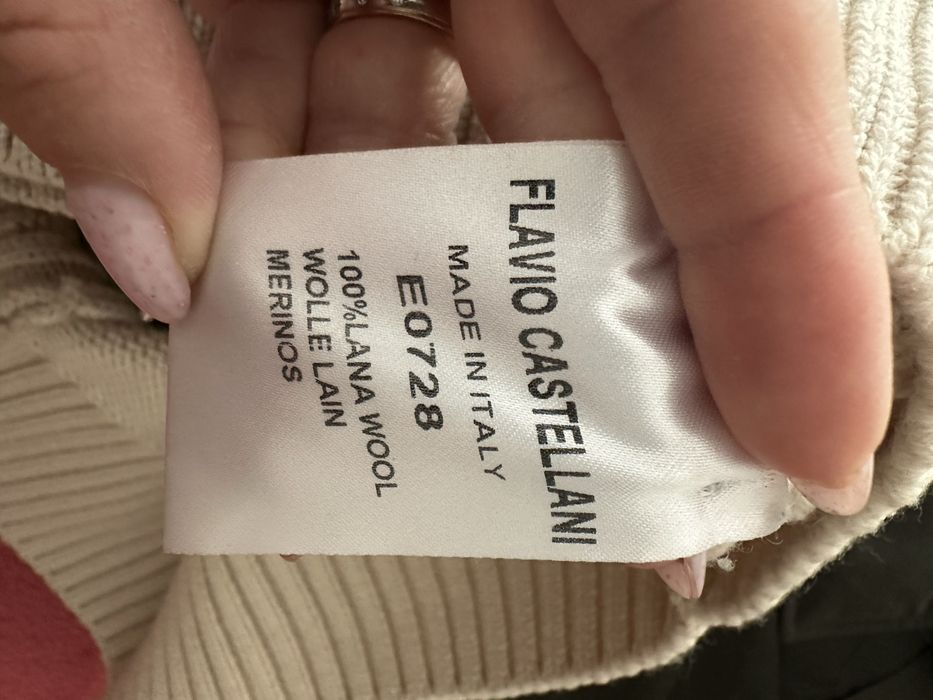 FLAVIO CASTELLANI
MADE IN ITALY
E0728
100%LANA WOOL
WOLLE LAIN
MERINOS